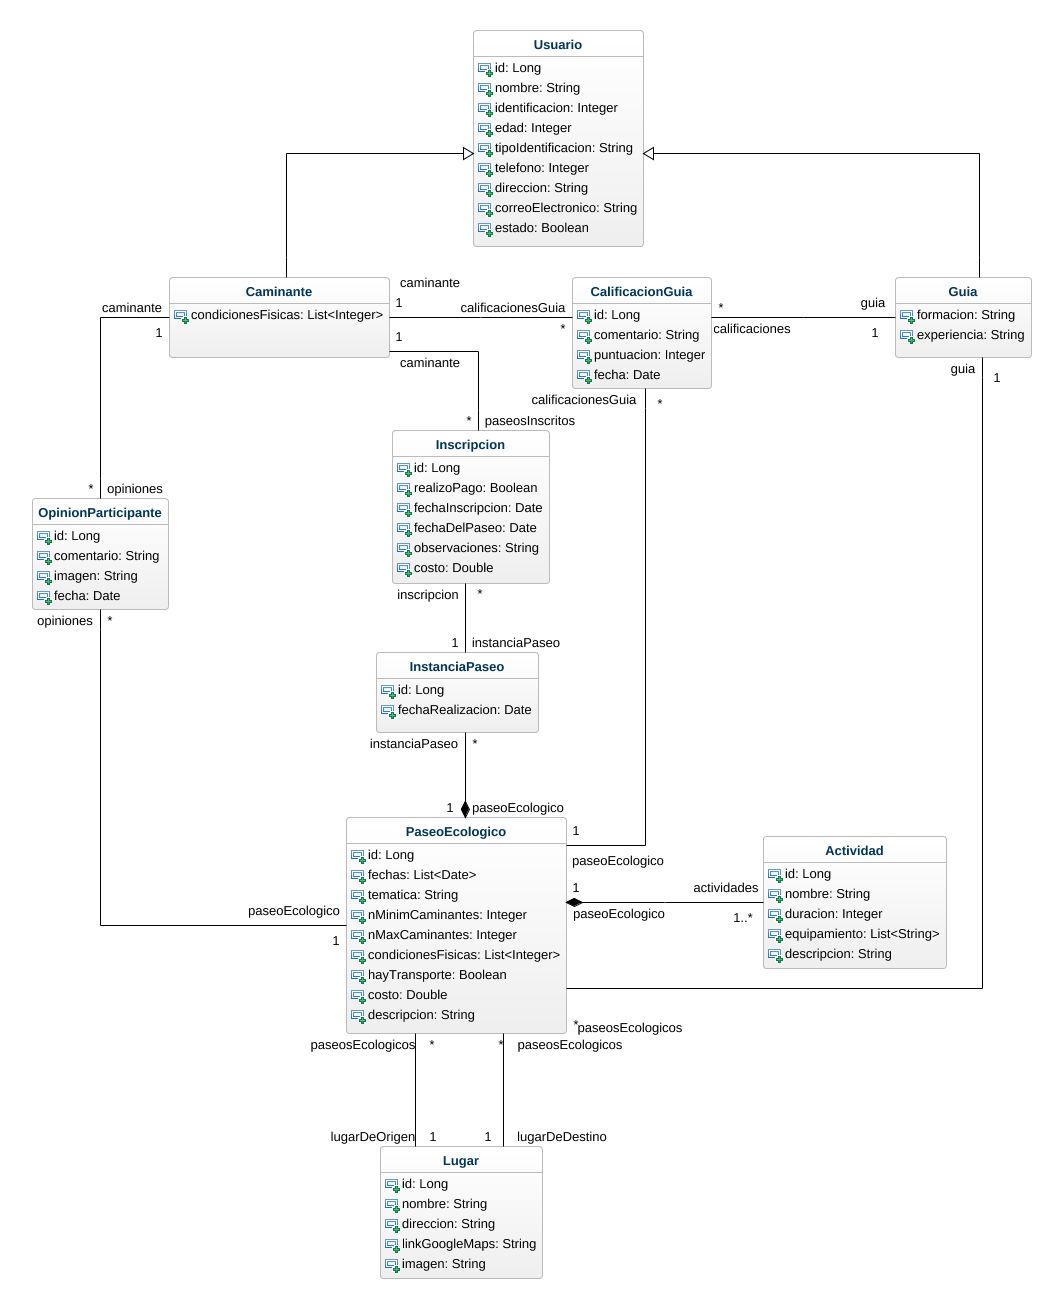 Usuario
id: Long
nombre: String
identificacion: Integer
edad: Integer
tipoIdentificacion: String
telefono: Integer
direccion: String
correoElectronico: String
estado: Boolean
caminante
Caminante
condicionesFisicas: List<Integer>
1
calificacionesGuia
*
CalificacionGuia
id: Long
comentario: String
puntuacion: Integer
fecha: Date
*
calificaciones
guia
1
Guia
formacion: String
experiencia: String
caminante
1
1
caminante
guia
1
calificacionesGuia
*
* paseosInscritos
Inscripcion
id: Long
realizoPago: Boolean
fechaInscripcion: Date
fechaDelPaseo: Date
observaciones: String
costo: Double
* opiniones
OpinionParticipante
id: Long
comentario: String
imagen: String
fecha: Date
opiniones *
inscripcion *
1 instanciaPaseo
InstanciaPaseo
id: Long
fechaRealizacion: Date
instanciaPaseo *
1 paseoEcologico
PaseoEcologico
id: Long
fechas: List<Date>
tematica: String
nMinimCaminantes: Integer
nMaxCaminantes: Integer
condicionesFisicas: List<Integer>
hayTransporte: Boolean
costo: Double
descripcion: String
1
paseoEcologico
1
paseoEcologico
actividades
1..*
Actividad
id: Long
nombre: String
duracion: Integer
equipamiento: List<String>
descripcion: String
paseoEcologico
1
*paseosEcologicos
paseosEcologicos *
* paseosEcologicos
lugarDeOrigen 1
1 lugarDeDestino
Lugar
id: Long
nombre: String
direccion: String
linkGoogleMaps: String
imagen: String